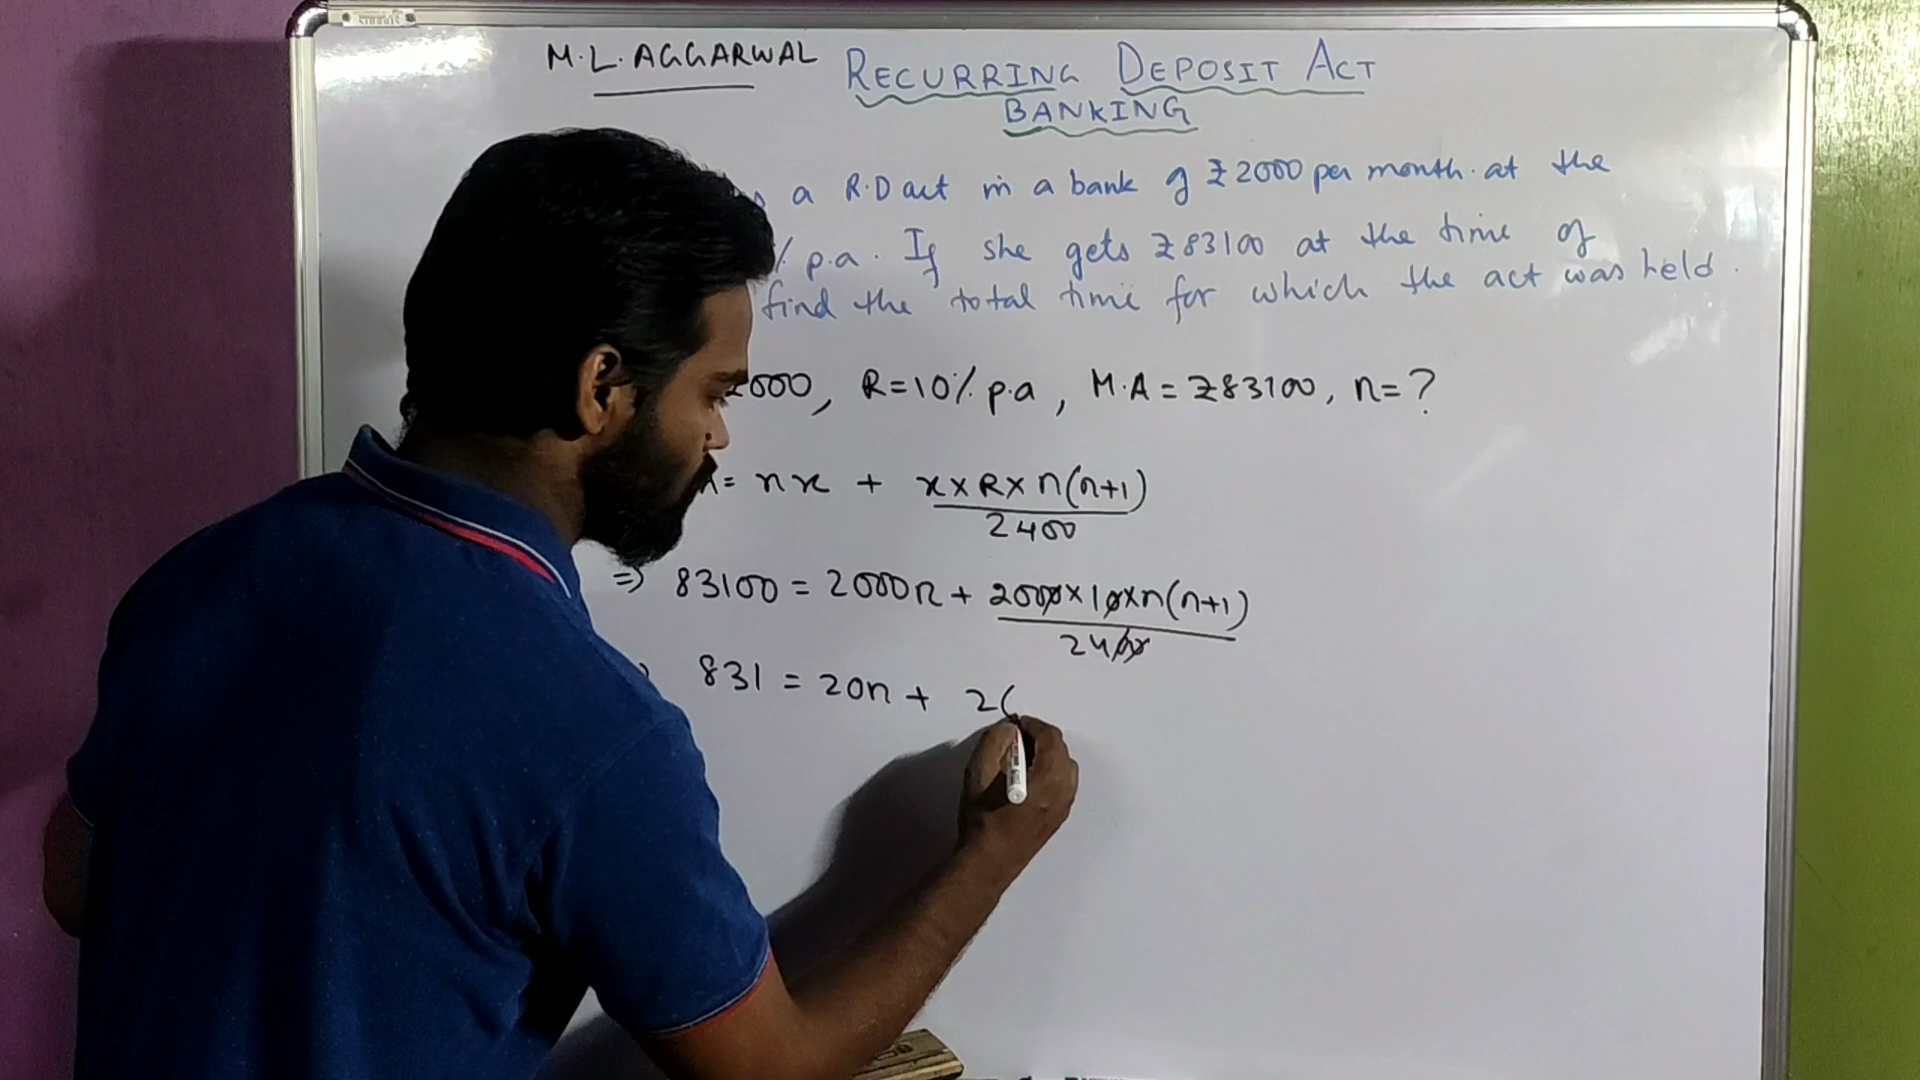 M.L. AGGARWAL RECURRING DEPOSIT ACT
BANKING
a R.D act in a bank of ₹2000 per month. at the
% p.a. If she gets ₹83100 at the time of
find the total time for which the act was held.
2000, R=10% p.a, M.A = ₹83100, n=?
A= nx + x×R×n(n+1)
2400
⇒ 83100 = 2000n + 2000×10×n(n+1)
2400
831 = 20n + 2(